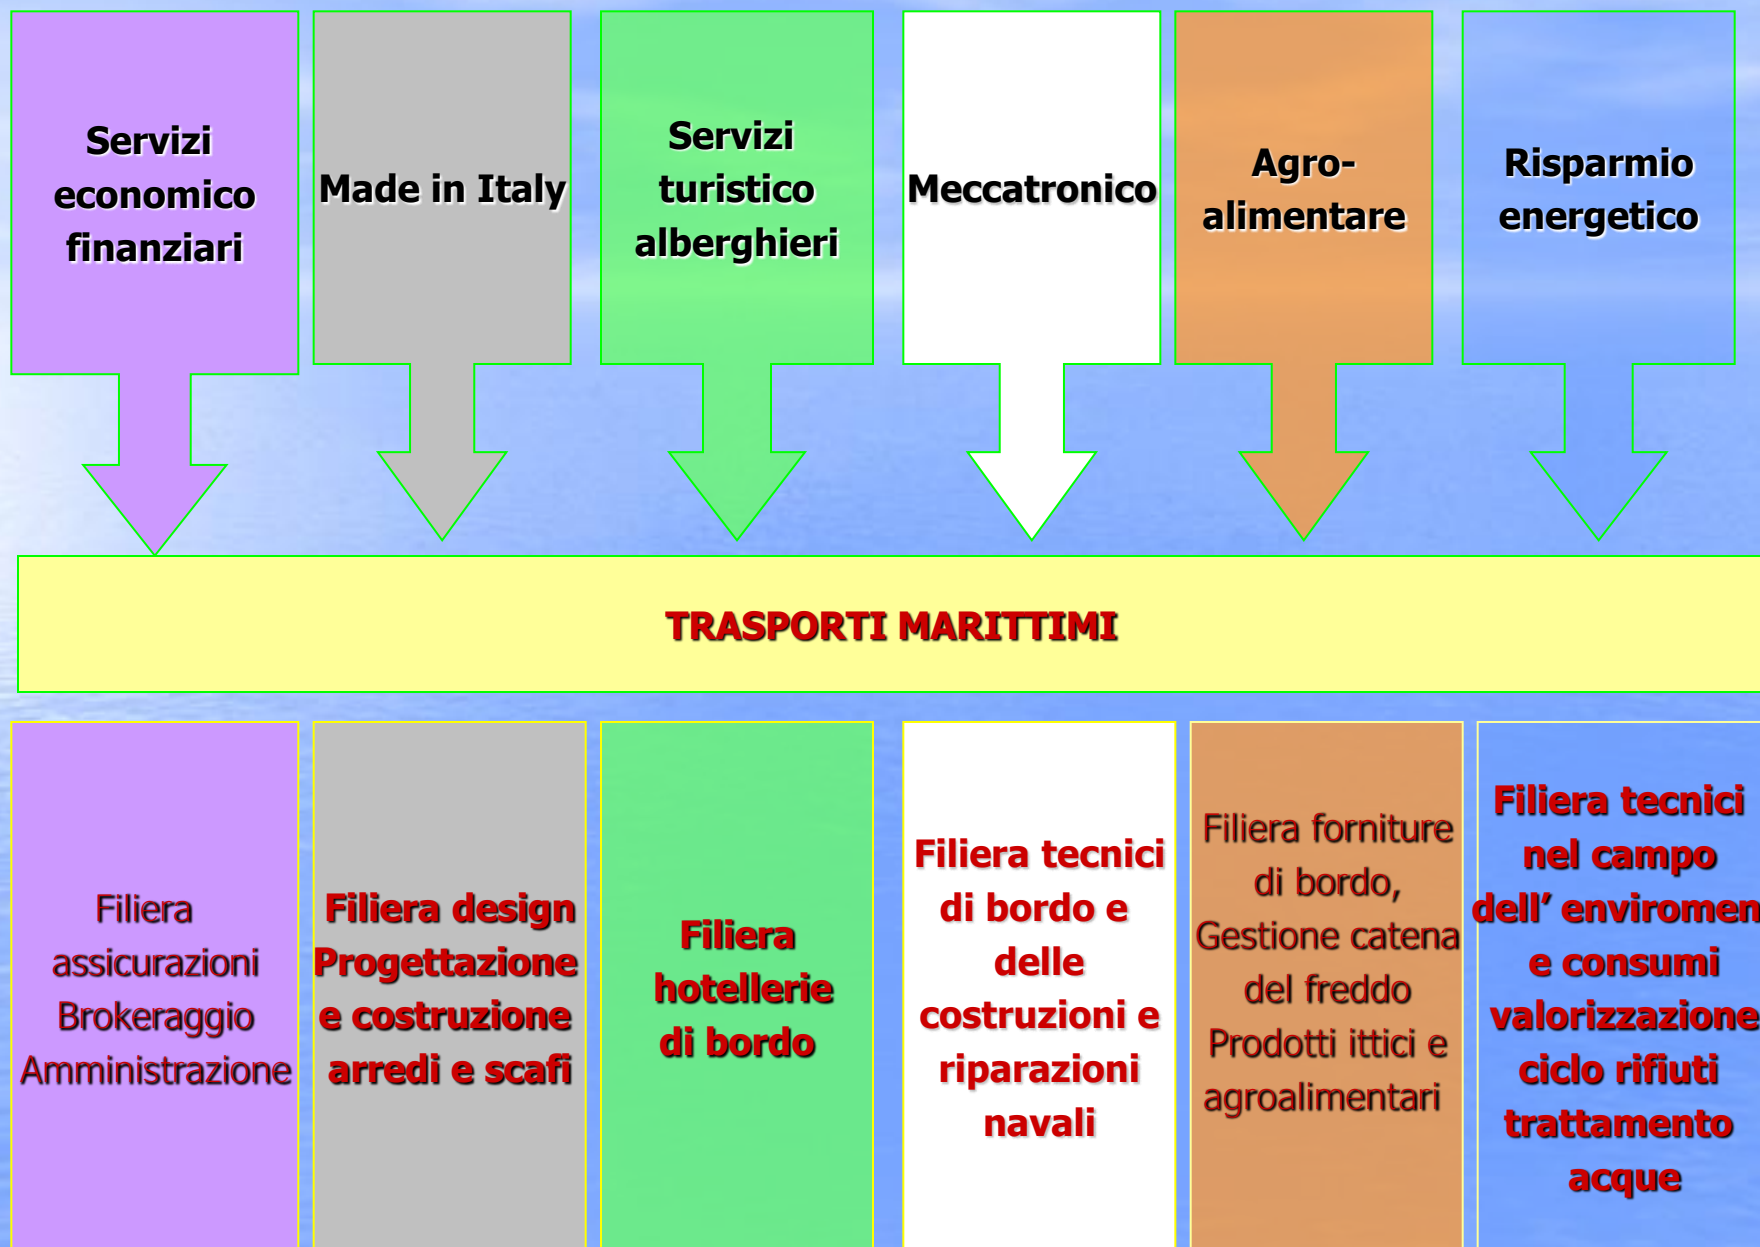 Servizi
economico
finanziari
Made in Italy
Servizi
turistico
alberghieri
Meccatronico
Agro-
alimentare
Risparmio
energetico
TRASPORTI MARITTIMI
Filiera
assicurazioni
Brokeraggio
Amministrazione
Filiera design
Progettazione
e costruzione
arredi e scafi
Filiera
hotellerie
di bordo
Filiera tecnici
di bordo e
delle
costruzioni e
riparazioni
navali
Filiera forniture
di bordo,
Gestione catena
del freddo
Prodotti ittici e
agroalimentari
Filiera tecnici
nel campo
dell’ enviromen
e consumi
valorizzazione
ciclo rifiuti
trattamento
acque